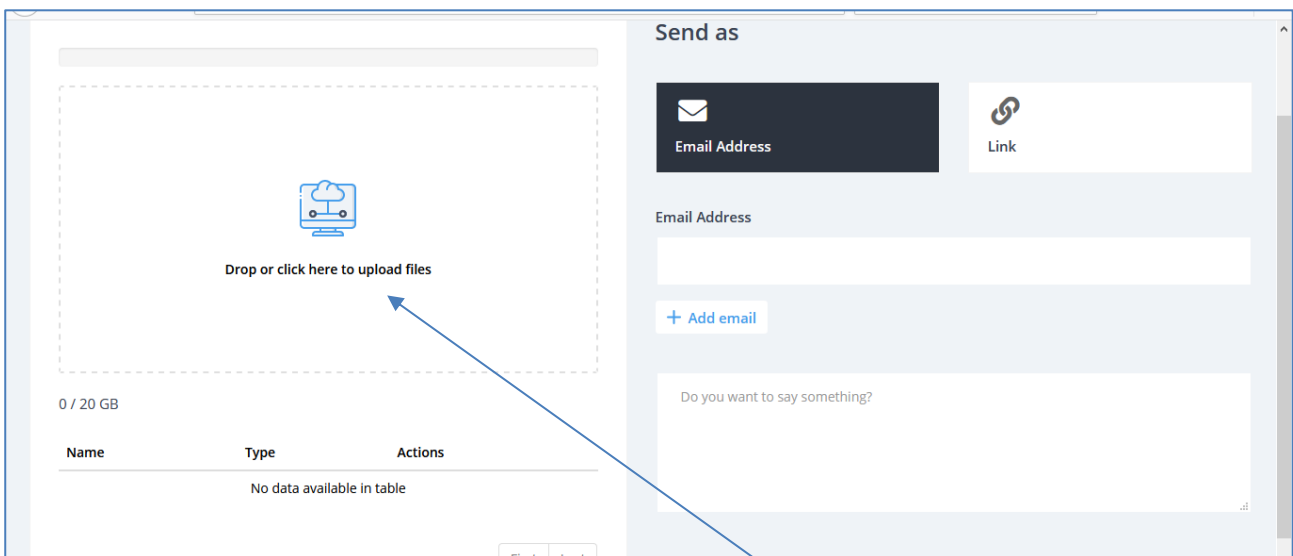 Send as
Email Address
Link
Drop or click here to upload files
Email Address
+ Add email
Do you want to say something?
0 / 20 GB
Name Type Actions
No data available in table